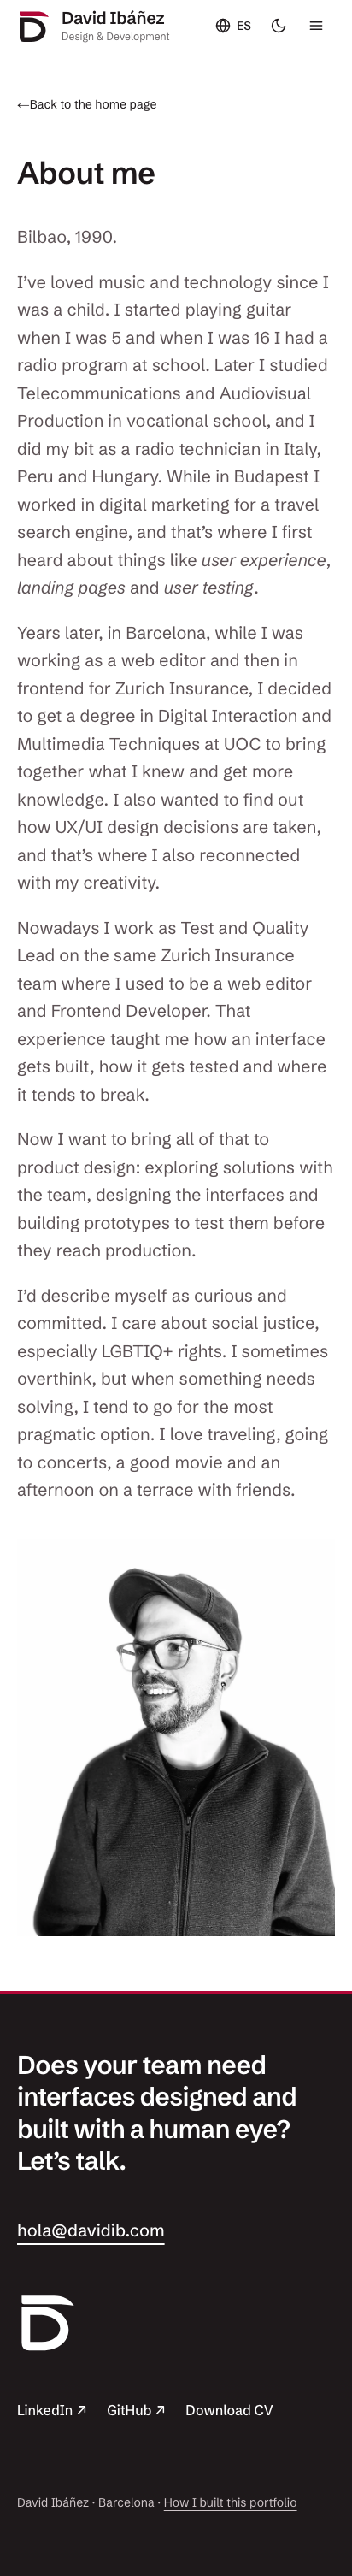 David Ibáñez
Design & Development
ES
←Back to the home page
About me
Bilbao, 1990.
I’ve loved music and technology since I
was a child. I started playing guitar
when I was 5 and when I was 16 I had a
radio program at school. Later I studied
Telecommunications and Audiovisual
Production in vocational school, and I
did my bit as a radio technician in Italy,
Peru and Hungary. While in Budapest I
worked in digital marketing for a travel
search engine, and that’s where I first
heard about things like user experience,
landing pages and user testing.
Years later, in Barcelona, while I was
working as a web editor and then in
frontend for Zurich Insurance, I decided
to get a degree in Digital Interaction and
Multimedia Techniques at UOC to bring
together what I knew and get more
knowledge. I also wanted to find out
how UX/UI design decisions are taken,
and that’s where I also reconnected
with my creativity.
Nowadays I work as Test and Quality
Lead on the same Zurich Insurance
team where I used to be a web editor
and Frontend Developer. That
experience taught me how an interface
gets built, how it gets tested and where
it tends to break.
Now I want to bring all of that to
product design: exploring solutions with
the team, designing the interfaces and
building prototypes to test them before
they reach production.
I’d describe myself as curious and
committed. I care about social justice,
especially LGBTIQ+ rights. I sometimes
overthink, but when something needs
solving, I tend to go for the most
pragmatic option. I love traveling, going
to concerts, a good movie and an
afternoon on a terrace with friends.
Does your team need
interfaces designed and
built with a human eye?
Let’s talk.
hola@davidib.com
LinkedIn ↗ GitHub ↗ Download CV
David Ibáñez · Barcelona · How I built this portfolio